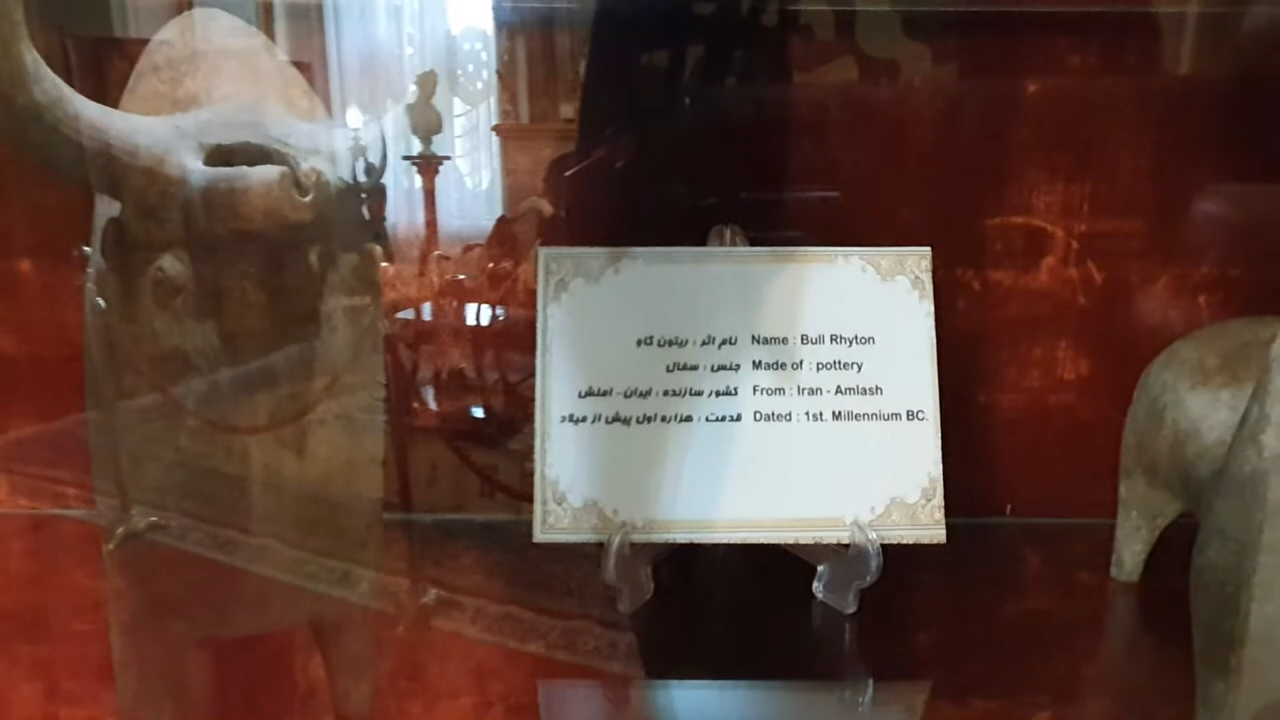 نام اثر : ریتون گاو Name : Bull Rhyton
جنس : سفال Made of : pottery
کشور سازنده : ایران - املش From : Iran - Amlash
قدمت : هزاره اول پیش از میلاد Dated : 1st. Millennium BC.